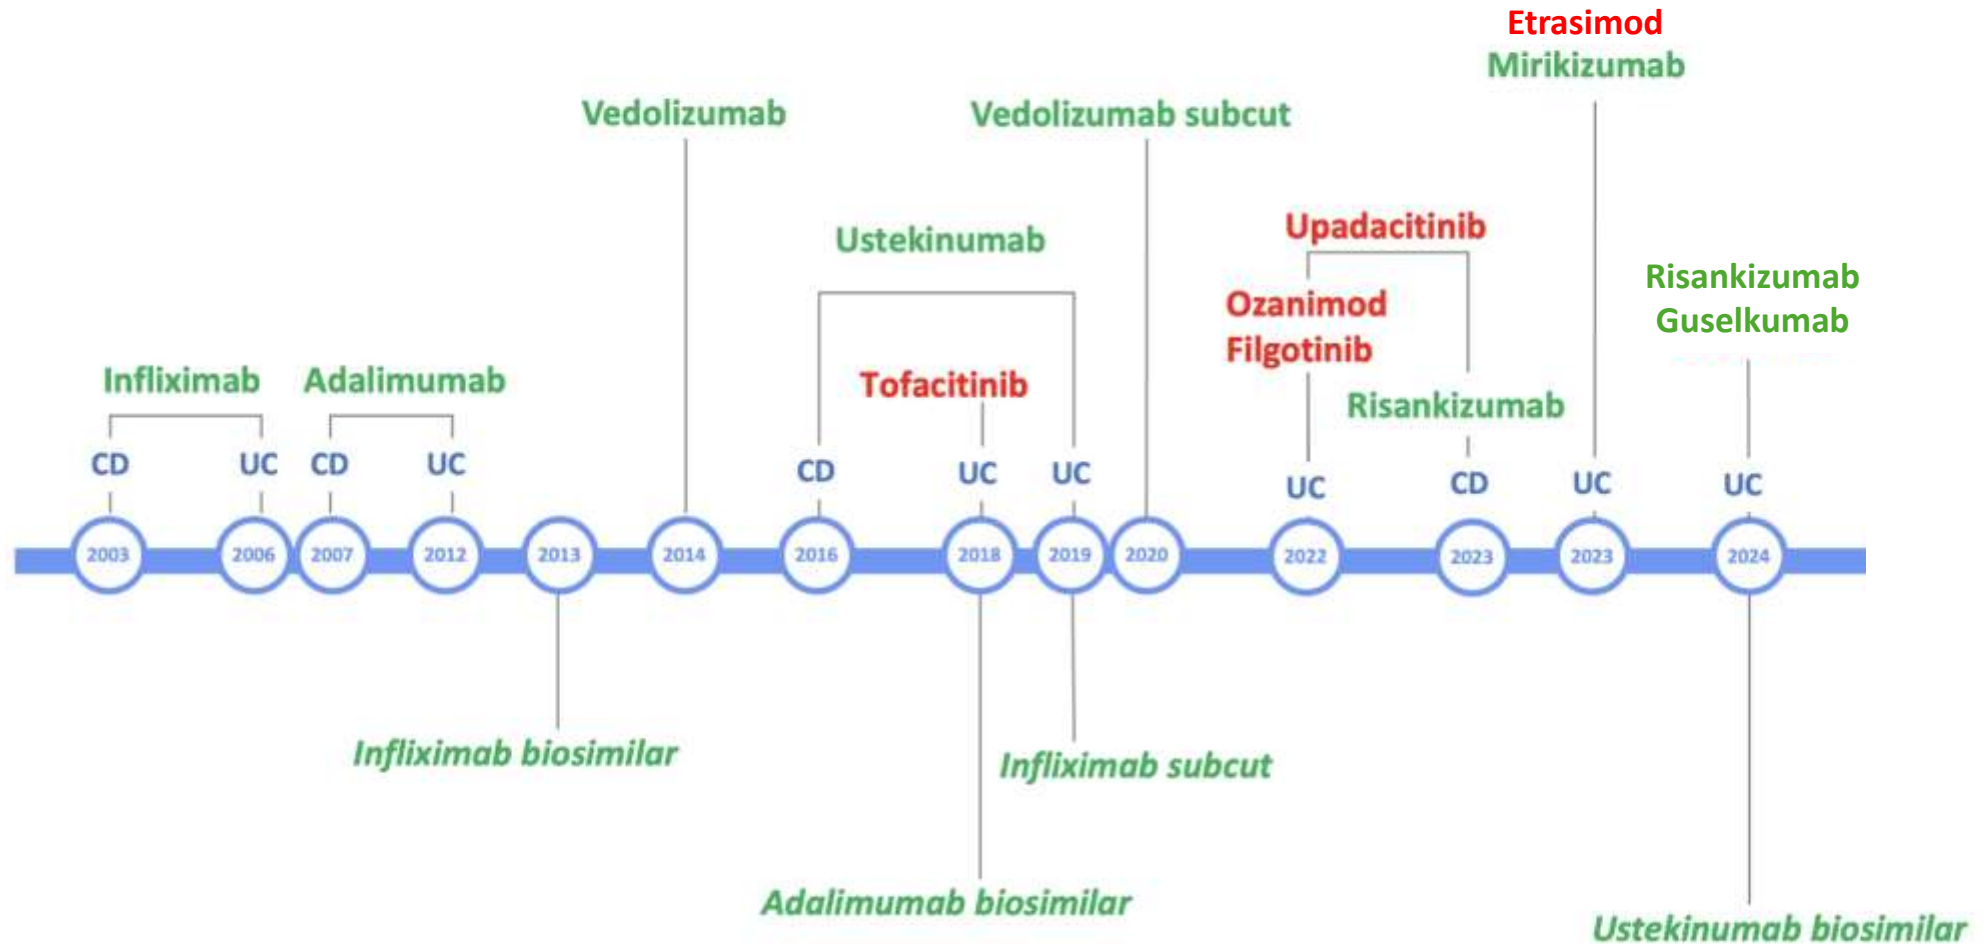 Etrasimod
Mirikizumab
Vedolizumab
Vedolizumab subcut
Ustekinumab
Upadacitinib
Ozanimod
Filgotinib
Risankizumab
Guselkumab
Infliximab
Adalimumab
Tofacitinib
Risankizumab
CD
UC
CD
UC
CD
UC
UC
UC
CD
UC
UC
2003
2006
2007
2012
2013
2014
2016
2018
2019
2020
2022
2023
2023
2024
Infliximab biosimilar
Infliximab subcut
Adalimumab biosimilar
Ustekinumab biosimilar